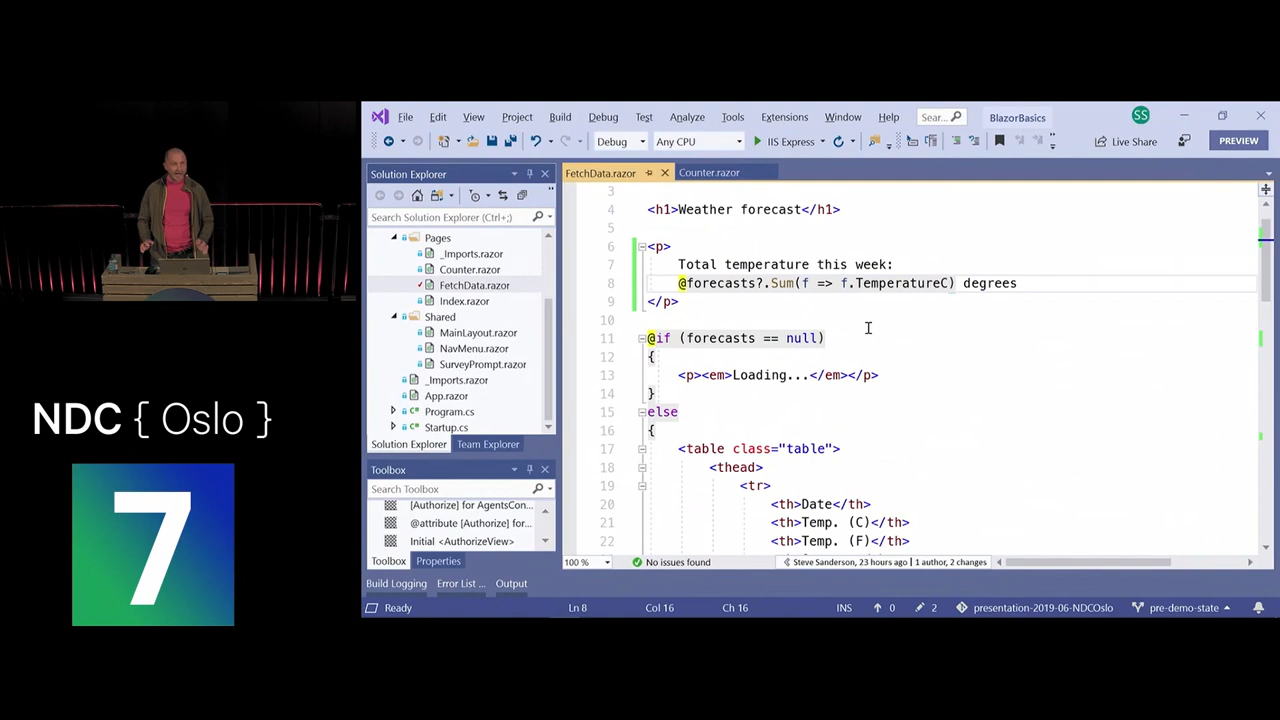 NDC { Oslo }
7
File Edit View Project Build Debug Test Analyze Tools Extensions Window Help Sear... BlazorBasics SS
Debug Any CPU IIS Express Live Share PREVIEW
Solution Explorer
Search Solution Explorer (Ctrl+;)
Pages
_Imports.razor
Counter.razor
FetchData.razor
Index.razor
Shared
MainLayout.razor
NavMenu.razor
SurveyPrompt.razor
_Imports.razor
App.razor
C# Program.cs
C# Startup.cs
Solution Explorer Team Explorer
Toolbox
Search Toolbox
[Authorize] for AgentsCon...
@attribute [Authorize] for...
Initial <AuthorizeView>
Toolbox Properties
FetchData.razor Counter.razor
3
4 <h1>Weather forecast</h1>
5
6 <p>
7 Total temperature this week:
8 @forecasts?.Sum(f => f.TemperatureC) degrees
9 </p>
10
11 @if (forecasts == null)
12 {
13 <p><em>Loading...</em></p>
14 }
15 else
16 {
17 <table class="table">
18 <thead>
19 <tr>
20 <th>Date</th>
21 <th>Temp. (C)</th>
22 <th>Temp. (F)</th>
100 % No issues found Steve Sanderson, 23 hours ago | 1 author, 2 changes
Build Logging Error List ... Output
Ready Ln 8 Col 16 Ch 16 INS 0 2 presentation-2019-06-NDCOslo pre-demo-state